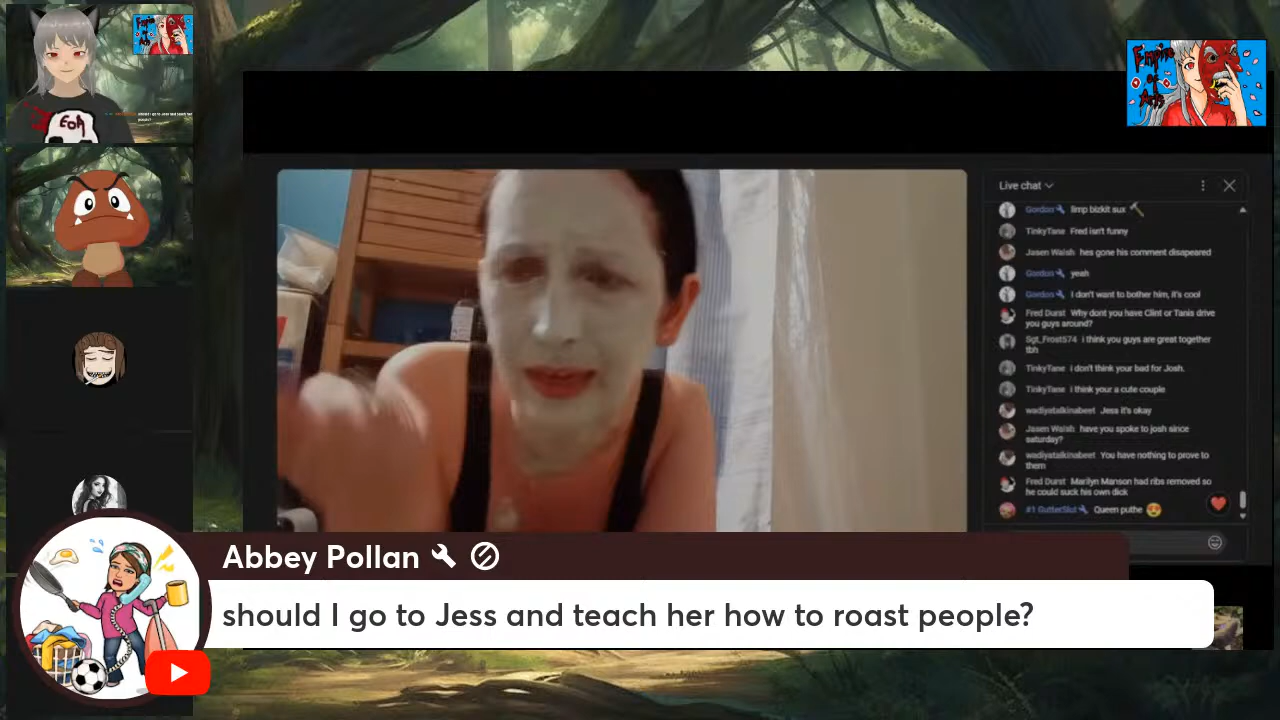 Empire
of
Arts
EoA
Live chat
Gordon limp bizkit sux
TinkyTane Fred isn't funny
Jasen Walsh hes gone his comment disapeared
Gordon yeah
Gordon I don't want to bother him, it's cool
Fred Durst Why dont you have Clint or Tanis drive
you guys around?
Sgt_Frost574 i think you guys are great together
tbh
TinkyTane I don't think your bad for Josh.
TinkyTane i think your a cute couple
wadiyatalkinabeet Jess it's okay
Jasen Walsh have you spoke to josh since
saturday?
wadiyatalkinabeet You have nothing to prove to
them
Fred Durst Marilyn Manson had ribs removed so
he could suck his own dick
#1 GutterSlut Queen puthe
Abbey Pollan
should I go to Jess and teach her how to roast people?